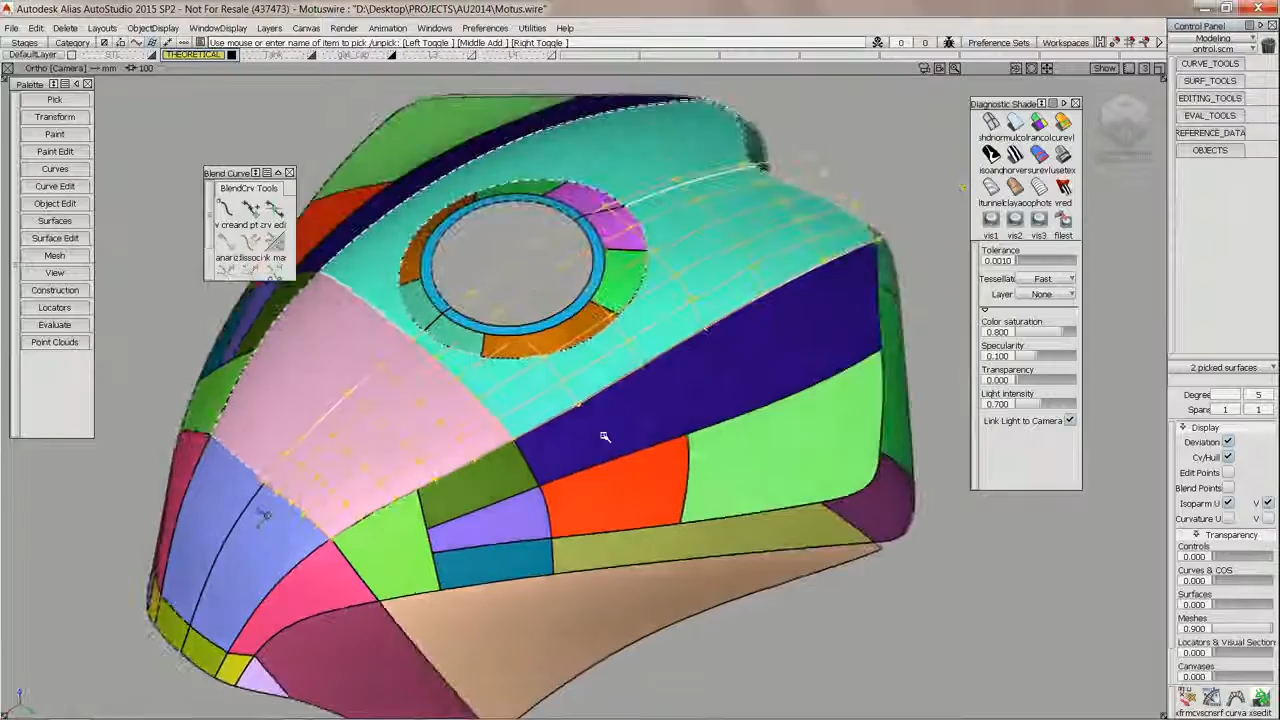 Autodesk Alias AutoStudio 2015 SP2 - Not For Resale (437473) - Motuswire : "D:\Desktop\PROJECTS\AU2014\Motus.wire"
File Edit Delete Layouts ObjectDisplay WindowDisplay Layers Canvas Render Animation Windows Preferences Utilities Help
Stages Category Use mouse or enter name of item to pick /unpick: [Left Toggle ] [Middle Add ] [Right Toggle ] 0 0 Preference Sets Workspaces
DefaultLayer THEORETICAL
Ortho [Camera] mm 100 Show
Control Panel
Modeling
ontrol.scm
CURVE_TOOLS
SURF_TOOLS
EDITING_TOOLS
EVAL_TOOLS
REFERENCE_DATA
OBJECTS
Palette
Pick
Transform
Paint
Paint Edit
Curves
Curve Edit
Object Edit
Surfaces
Surface Edit
Mesh
View
Construction
Locators
Evaluate
Point Clouds
Blend Curve
BlendCrv Tools
Diagnostic Shade
vis1 vis2 vis3 filest
Tolerance
0.0010
Tessellat Fast
Layer None
Color saturation
0.800
Specularity
0.100
Transparency
0.000
Light intensity
0.700
Link Light to Camera
2 picked surfaces
Degree 5
Spans 1 1
Display
Deviation
Cv/Hull
Edit Points
Blend Points
Isoparm U V
Curvature U V
Transparency
Controls
0.000
Curves & COS
0.000
Surfaces
0.000
Meshes
0.900
Locators & Visual Section
0.000
Canvases
0.000